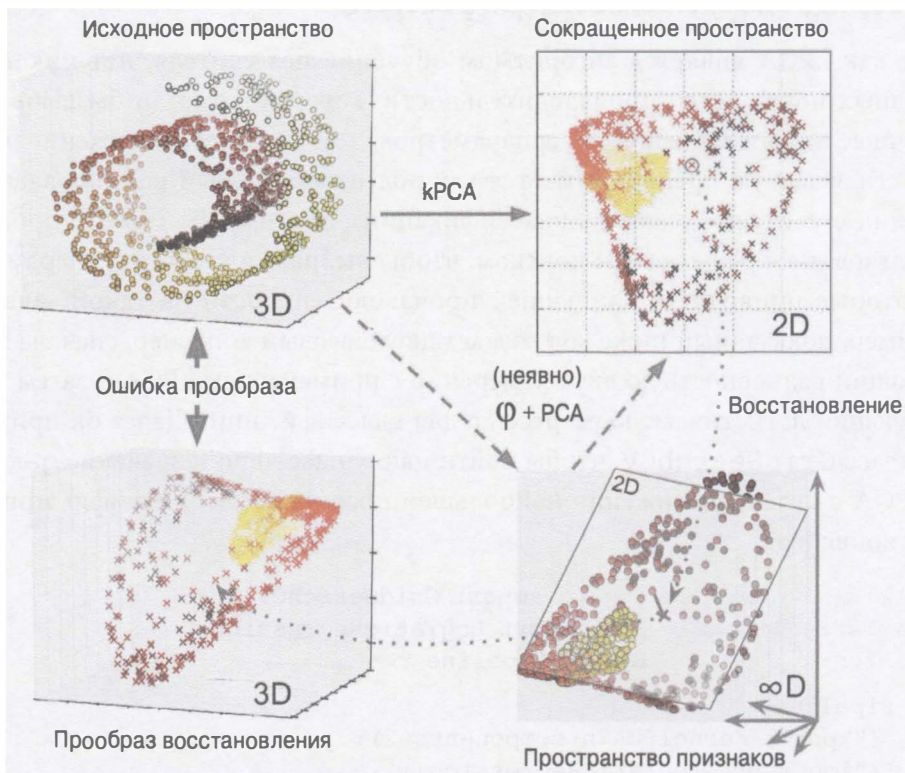 Исходное пространство
Сокращенное пространство
kPCA
3D
2D
Ошибка прообраза
(неявно)
φ + PCA
Восстановление
2D
3D
∞D
Прообраз восстановления
Пространство признаков